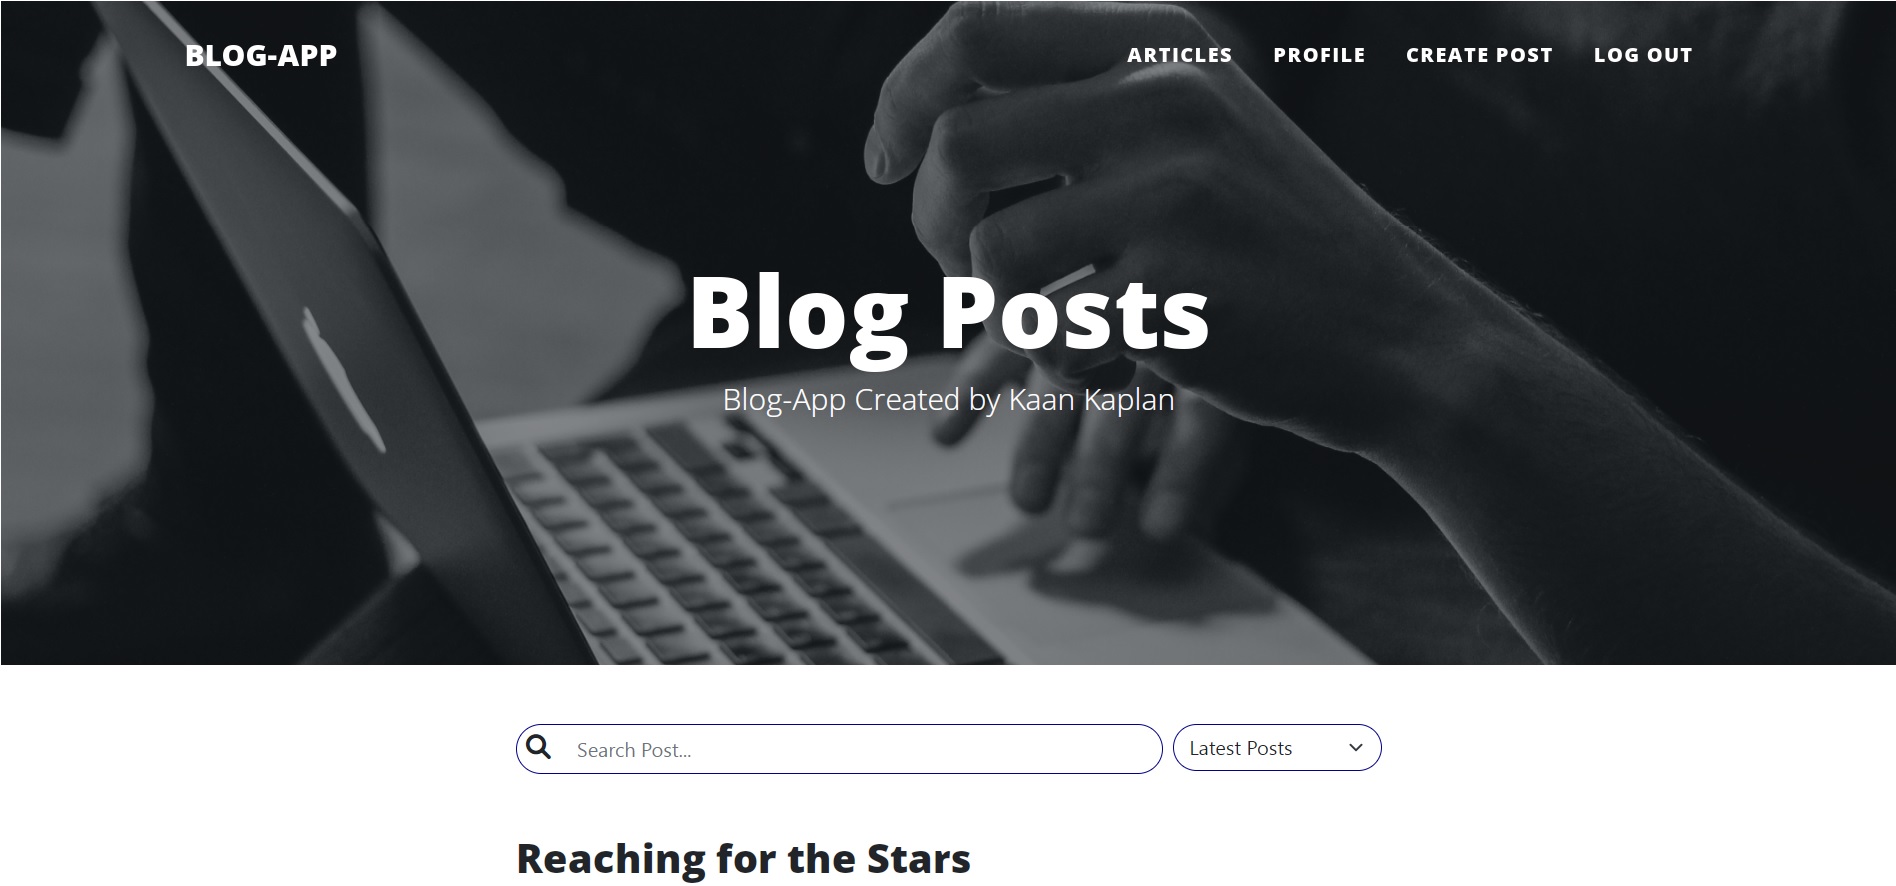 BLOG-APP
ARTICLES PROFILE CREATE POST LOG OUT
Blog Posts
Blog-App Created by Kaan Kaplan
Search Post...
Latest Posts
Reaching for the Stars